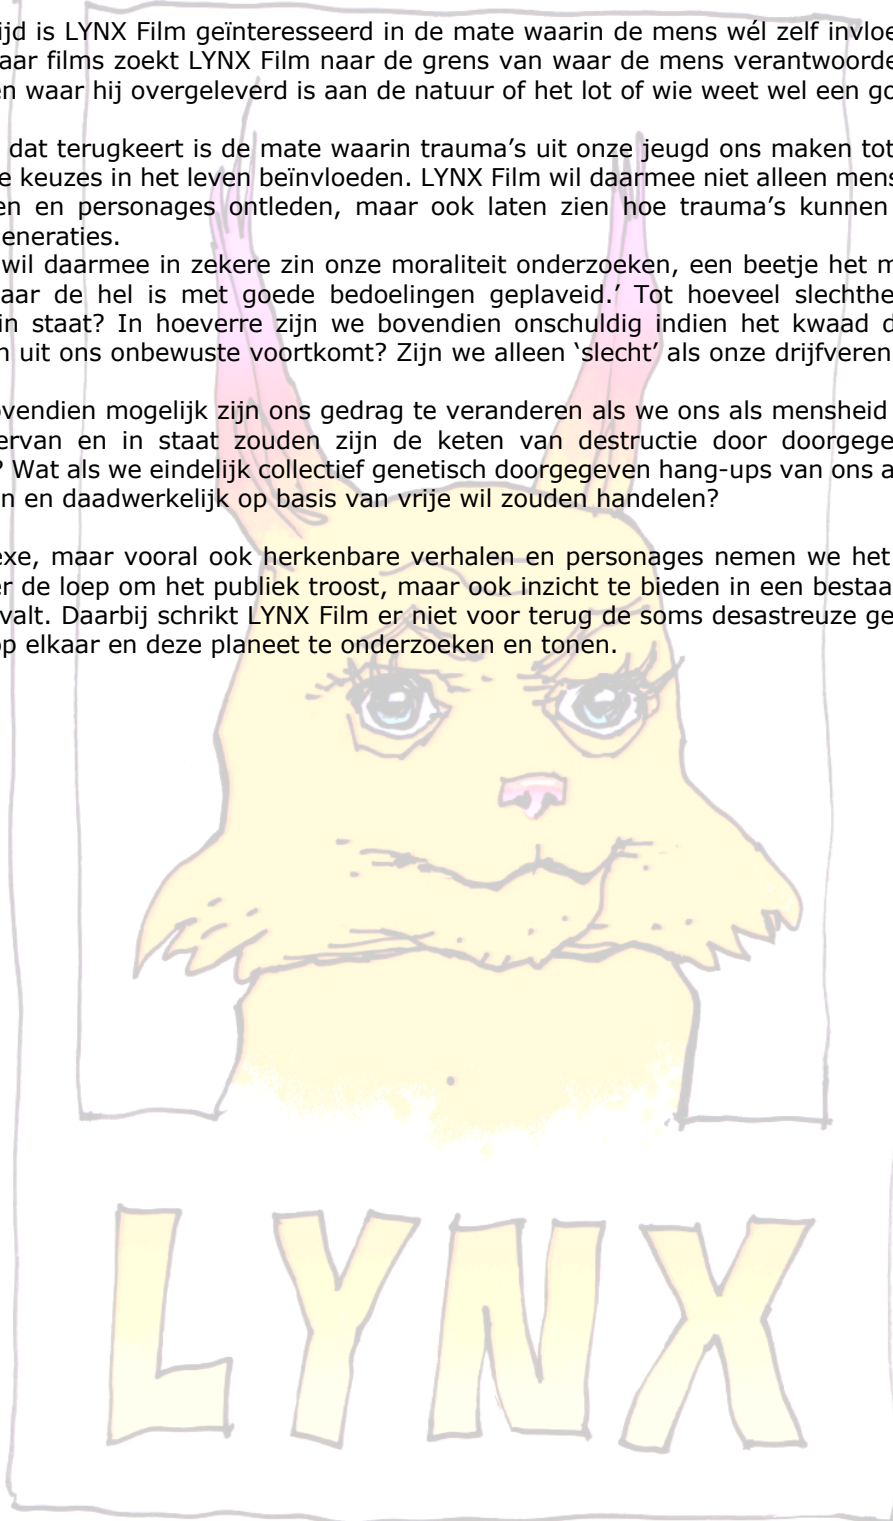 ijd is LYNX Film geïnteresseerd in de mate waarin de mens wél zelf invloe
aar films zoekt LYNX Film naar de grens van waar de mens verantwoorde
n waar hij overgeleverd is aan de natuur of het lot of wie weet wel een go
dat terugkeert is de mate waarin trauma’s uit onze jeugd ons maken tot
e keuzes in het leven beïnvloeden. LYNX Film wil daarmee niet alleen mens
en en personages ontleden, maar ook laten zien hoe trauma’s kunnen
eneraties.
wil daarmee in zekere zin onze moraliteit onderzoeken, een beetje het m
aar de hel is met goede bedoelingen geplaveid.’ Tot hoeveel slechthe
in staat? In hoeverre zijn we bovendien onschuldig indien het kwaad d
n uit ons onbewuste voortkomt? Zijn we alleen ‘slecht’ als onze drijfveren
ovendien mogelijk zijn ons gedrag te veranderen als we ons als mensheid
ervan en in staat zouden zijn de keten van destructie door doorgege
? Wat als we eindelijk collectief genetisch doorgegeven hang-ups van ons a
n en daadwerkelijk op basis van vrije wil zouden handelen?
exe, maar vooral ook herkenbare verhalen en personages nemen we het
er de loep om het publiek troost, maar ook inzicht te bieden in een bestaa
valt. Daarbij schrikt LYNX Film er niet voor terug de soms desastreuze ge
op elkaar en deze planeet te onderzoeken en tonen.
LYNX